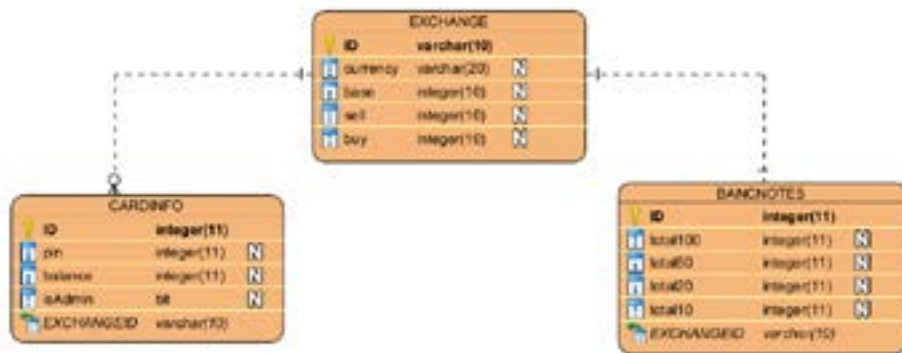 EXCHANGE
ID varchar(10)
currency varchar(20) N
base integer(10) N
sell integer(10) N
buy integer(10) N
CARDINFO
ID integer(11)
pin integer(11) N
balance integer(11) N
isAdmin bit N
EXCHANGEID varchar(10)
BANCNOTES
ID integer(11)
total100 integer(11) N
total50 integer(11) N
total20 integer(11) N
total10 integer(11) N
EXCHANGEID varchar(10)